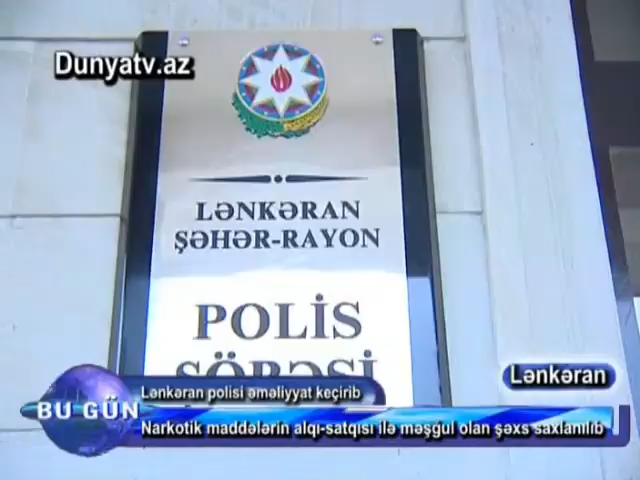 Dunyatv.az
LƏNKƏRAN
ŞƏHƏR-RAYON
POLİS
ŞÖBƏSİ
Lənkəran
Lənkəran polisi əməliyyat keçirib
BU GÜN
Narkotik maddələrin alqı-satqısı ilə məşğul olan şəxs saxlanılıb